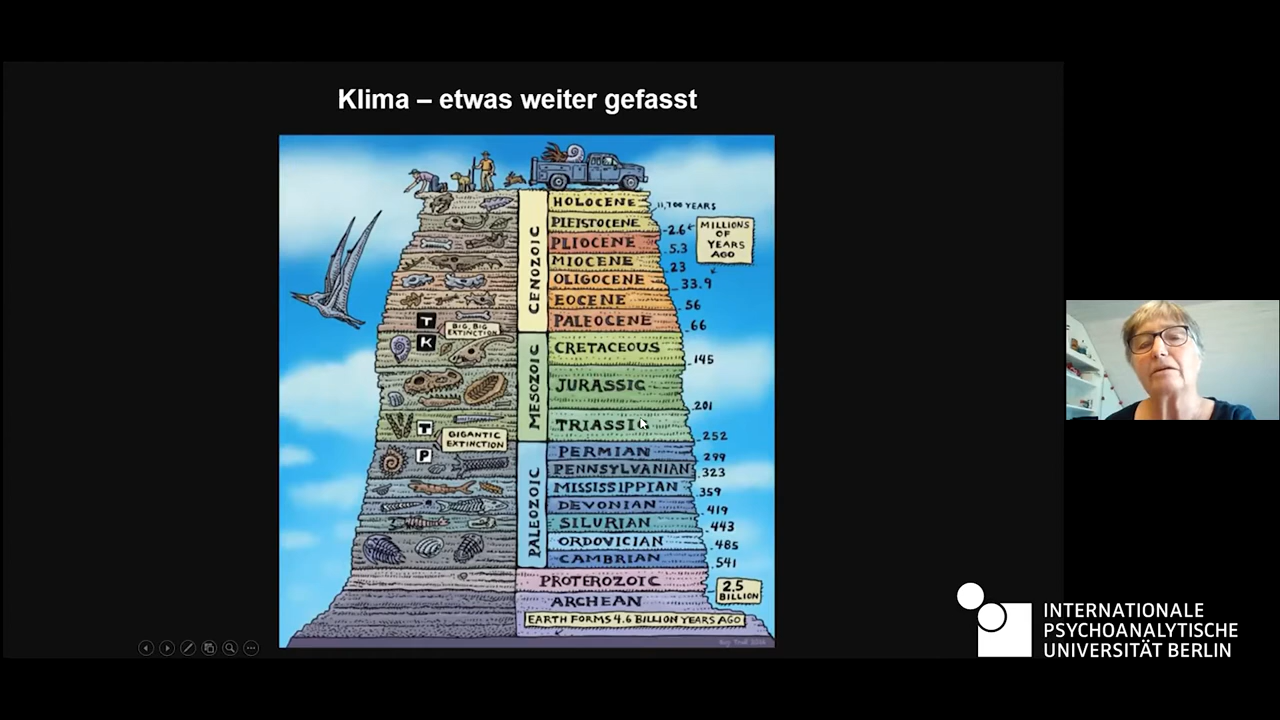 Klima – etwas weiter gefasst
HOLOCENE
11,700 YEARS
PLEISTOCENE
2.6
MILLIONS
OF
YEARS
AGO
PLIOCENE
5.3
MIOCENE
23
OLIGOCENE
33.9
EOCENE
56
PALEOCENE
66
CENOZOIC
T
BIG, BIG
EXTINCTION
K
CRETACEOUS
145
JURASSIC
201
TRIASSIC
252
MESOZOIC
T
GIGANTIC
EXTINCTION
P
PERMIAN
299
PENNSYLVANIAN
323
MISSISSIPPIAN
359
DEVONIAN
419
SILURIAN
443
ORDOVICIAN
485
CAMBRIAN
541
PALEOZOIC
PROTEROZOIC
2.5
BILLION
ARCHEAN
EARTH FORMS 4.6 BILLION YEARS AGO
INTERNATIONALE
PSYCHOANALYTISCHE
UNIVERSITÄT BERLIN